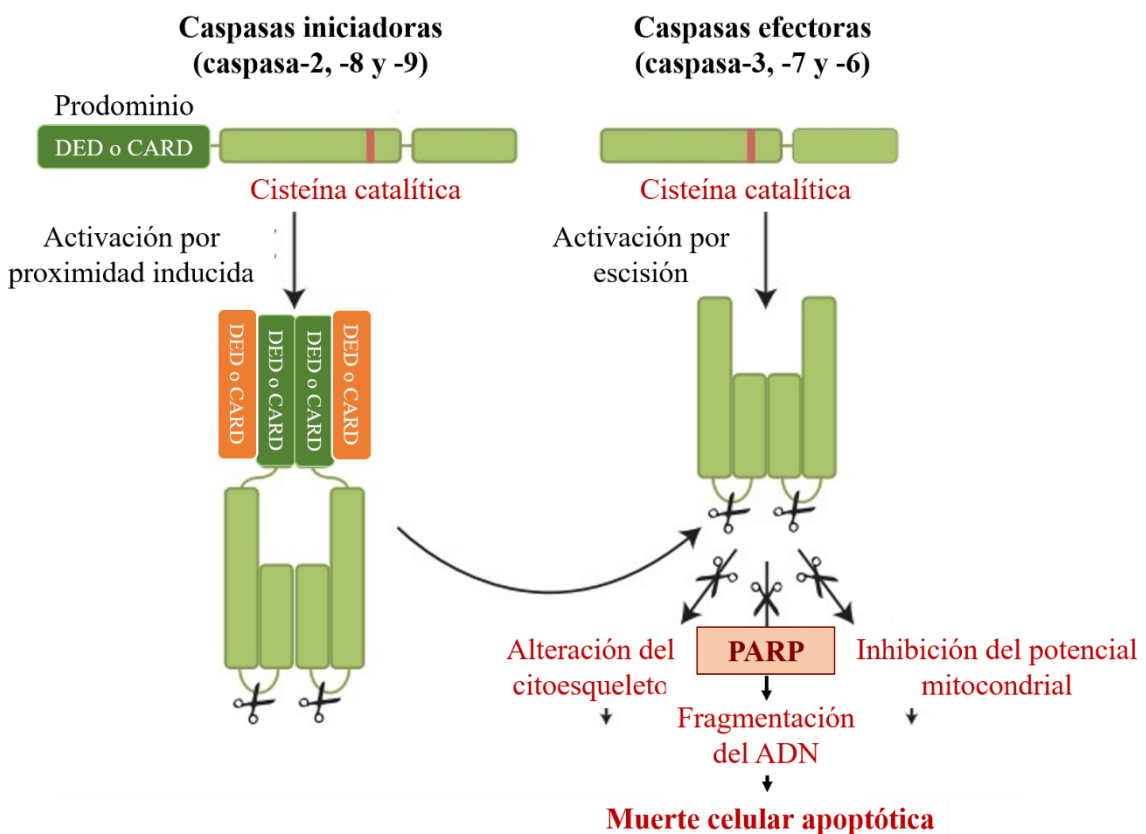 Caspasas iniciadoras
(caspasa-2, -8 y -9)
Caspasas efectoras
(caspasa-3, -7 y -6)
Prodominio
DED o CARD
Cisteína catalítica
Cisteína catalítica
Activación por
proximidad inducida
Activación por
escisión
DED o CARD
DED o CARD
DED o CARD
DED o CARD
Alteración del
citoesqueleto
PARP
Inhibición del potencial
mitocondrial
Fragmentación
del ADN
Muerte celular apoptótica